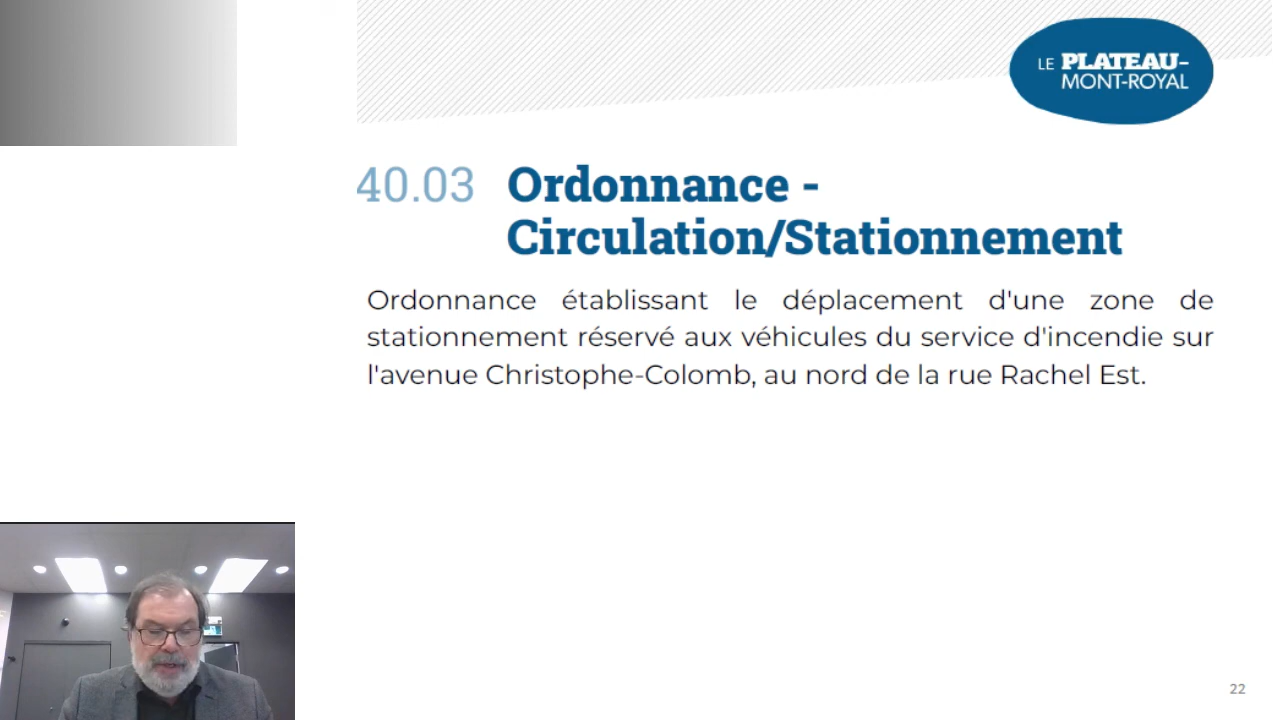 LE PLATEAU-
MONT-ROYAL
40.03 Ordonnance -
Circulation/Stationnement
Ordonnance établissant le déplacement d'une zone de
stationnement réservé aux véhicules du service d'incendie sur
l'avenue Christophe-Colomb, au nord de la rue Rachel Est.
22